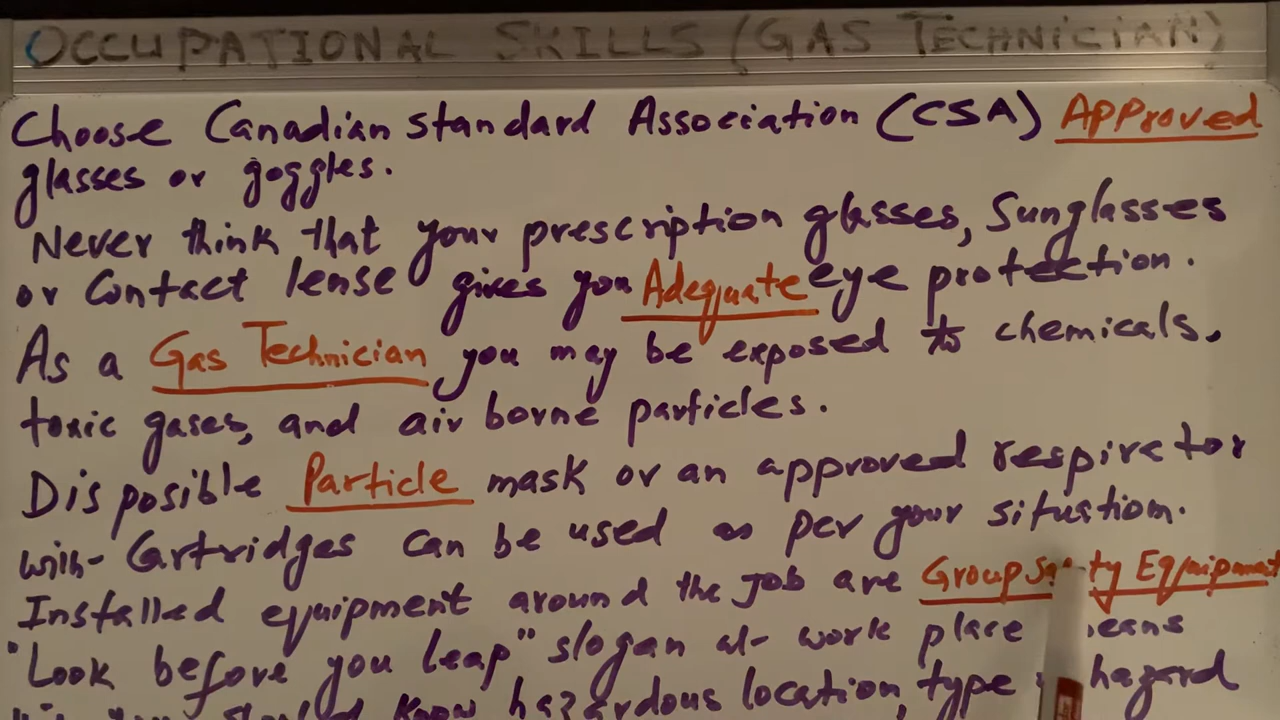 OCCUPATIONAL SKILLS (GAS TECHNICIAN)
Choose Canadian standard Association (CSA) Approved
glasses or goggles.
Never think that your prescription glasses, Sunglasses
or Contact lense gives you Adequate eye protection.
As a Gas Technician you may be exposed to chemicals,
toxic gases, and air borne particles.
Disposible Particle mask or an approved respirator
with Cartridges can be used as per your situation.
Installed equipment around the job are Group Equipment
"Look before you leap" slogan at work place
know hazardous location, type hazard